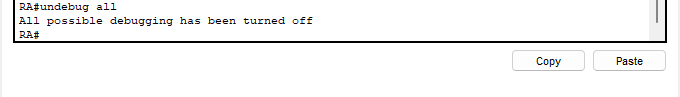 RA#undebug all
All possible debugging has been turned off
RA#
Copy
Paste